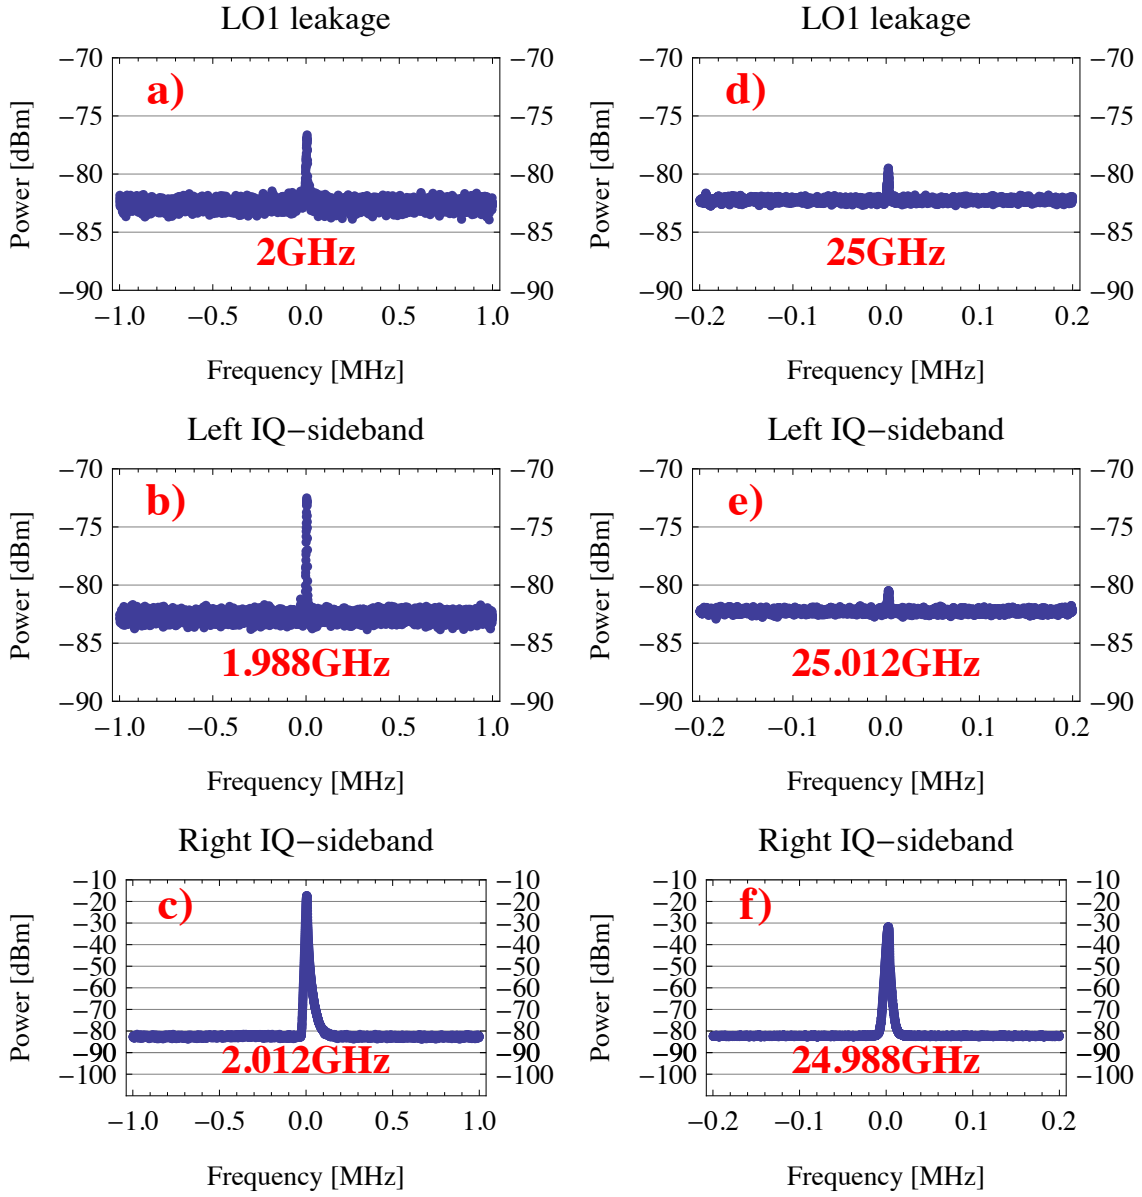 LO1 leakage
−70 −70
a)
−75 −75
−80 −80
−85 −85
2GHz
−90 −90
Power [dBm]
−1.0 −0.5 0.0 0.5 1.0
Frequency [MHz]
LO1 leakage
−70 −70
d)
−75 −75
−80 −80
−85 −85
25GHz
−90 −90
Power [dBm]
−0.2 −0.1 0.0 0.1 0.2
Frequency [MHz]
Left IQ−sideband
−70 −70
b)
−75 −75
−80 −80
−85 −85
1.988GHz
−90 −90
Power [dBm]
−1.0 −0.5 0.0 0.5 1.0
Frequency [MHz]
Left IQ−sideband
−70 −70
e)
−75 −75
−80 −80
−85 −85
25.012GHz
−90 −90
Power [dBm]
−0.2 −0.1 0.0 0.1 0.2
Frequency [MHz]
Right IQ−sideband
−10 −10
c)
−20 −20
−30 −30
−40 −40
−50 −50
−60 −60
−70 −70
−80 −80
−90 −90
2.012GHz
−100 −100
Power [dBm]
−1.0 −0.5 0.0 0.5 1.0
Frequency [MHz]
Right IQ−sideband
−10 −10
f)
−20 −20
−30 −30
−40 −40
−50 −50
−60 −60
−70 −70
−80 −80
−90 −90
24.988GHz
−100 −100
Power [dBm]
−0.2 −0.1 0.0 0.1 0.2
Frequency [MHz]